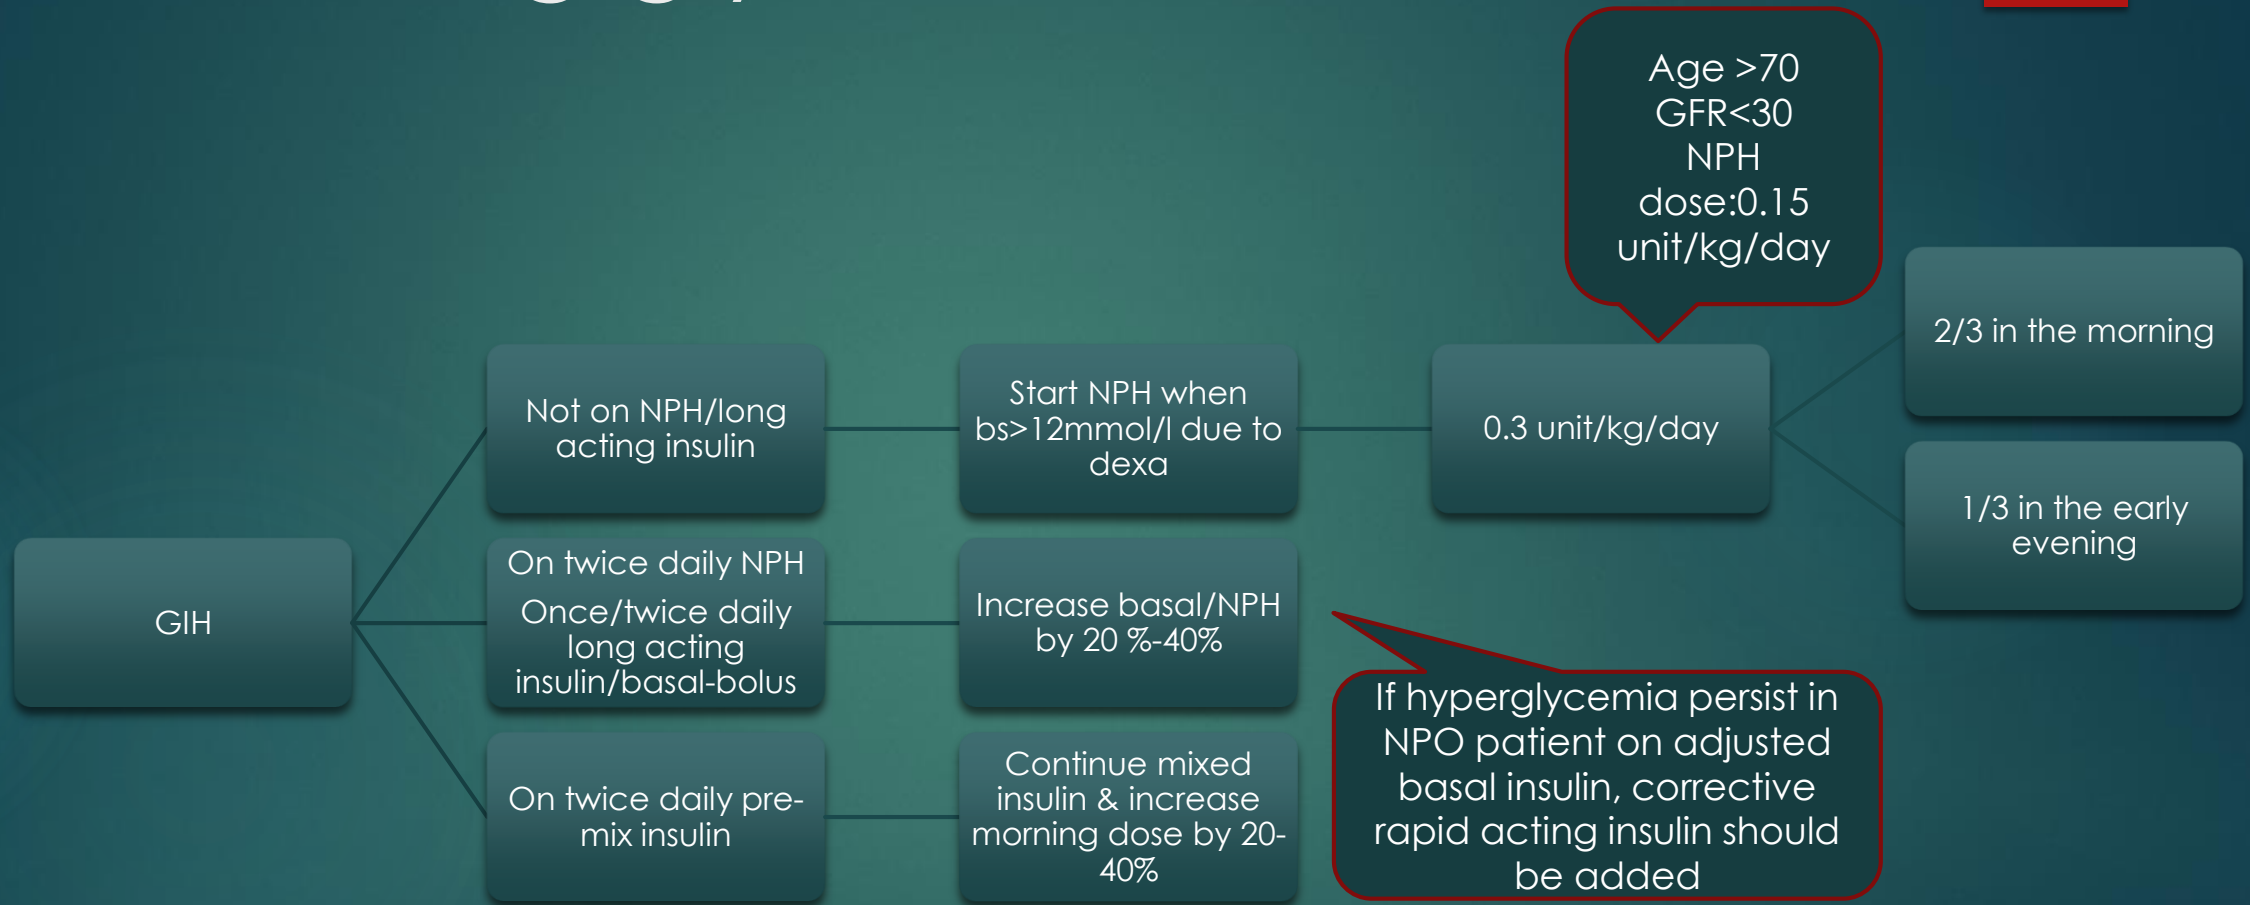 Age >70
GFR<30
NPH
dose:0.15
unit/kg/day
GIH
Not on NPH/long
acting insulin
Start NPH when
bs>12mmol/l due to
dexa
0.3 unit/kg/day
2/3 in the morning
1/3 in the early
evening
On twice daily NPH
Once/twice daily
long acting
insulin/basal-bolus
Increase basal/NPH
by 20 %-40%
If hyperglycemia persist in
NPO patient on adjusted
basal insulin, corrective
rapid acting insulin should
be added
On twice daily pre-
mix insulin
Continue mixed
insulin & increase
morning dose by 20-
40%